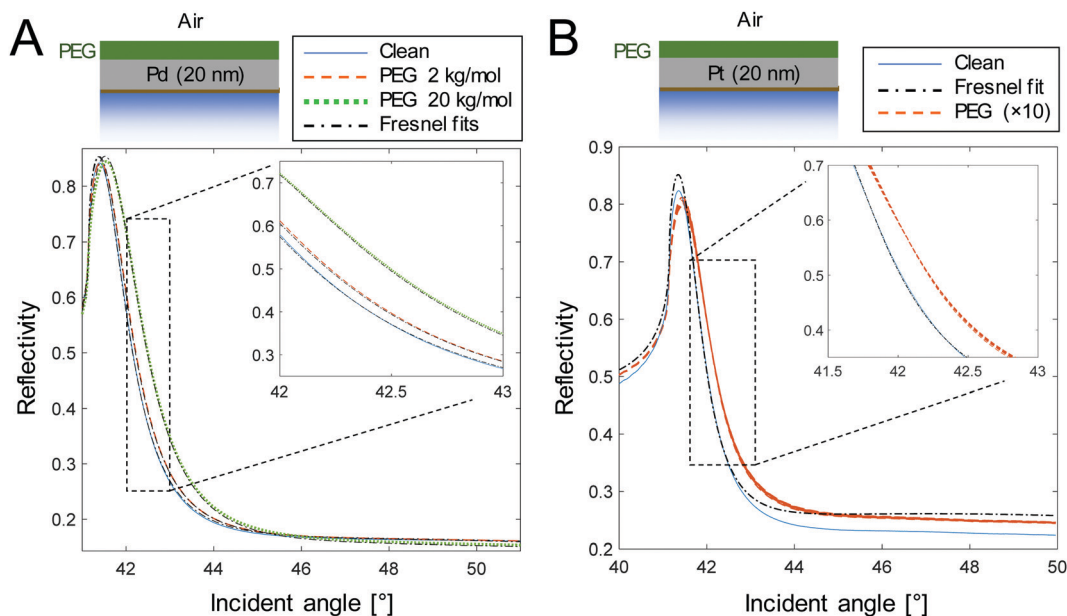 A
Air
PEG
Pd (20 nm)
Clean
PEG 2 kg/mol
PEG 20 kg/mol
Fresnel fits
Reflectivity
0.8
0.7
0.6
0.5
0.4
0.3
0.2
42
44
46
48
50
Incident angle [°]
0.7
0.6
0.5
0.4
0.3
42
42.5
43
B
Air
PEG
Pt (20 nm)
Clean
Fresnel fit
PEG (×10)
Reflectivity
0.9
0.8
0.7
0.6
0.5
0.4
0.3
0.2
40
42
44
46
48
50
Incident angle [°]
0.7
0.6
0.5
0.4
41.5
42
42.5
43